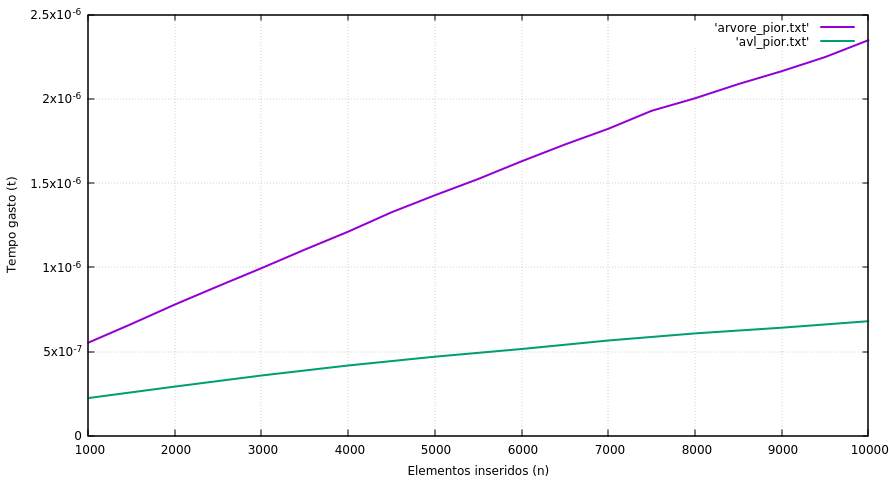 2.5x10-6
2x10-6
1.5x10-6
1x10-6
5x10-7
0
Tempo gasto (t)
'arvore_pior.txt'
'avl_pior.txt'
1000 2000 3000 4000 5000 6000 7000 8000 9000 10000
Elementos inseridos (n)